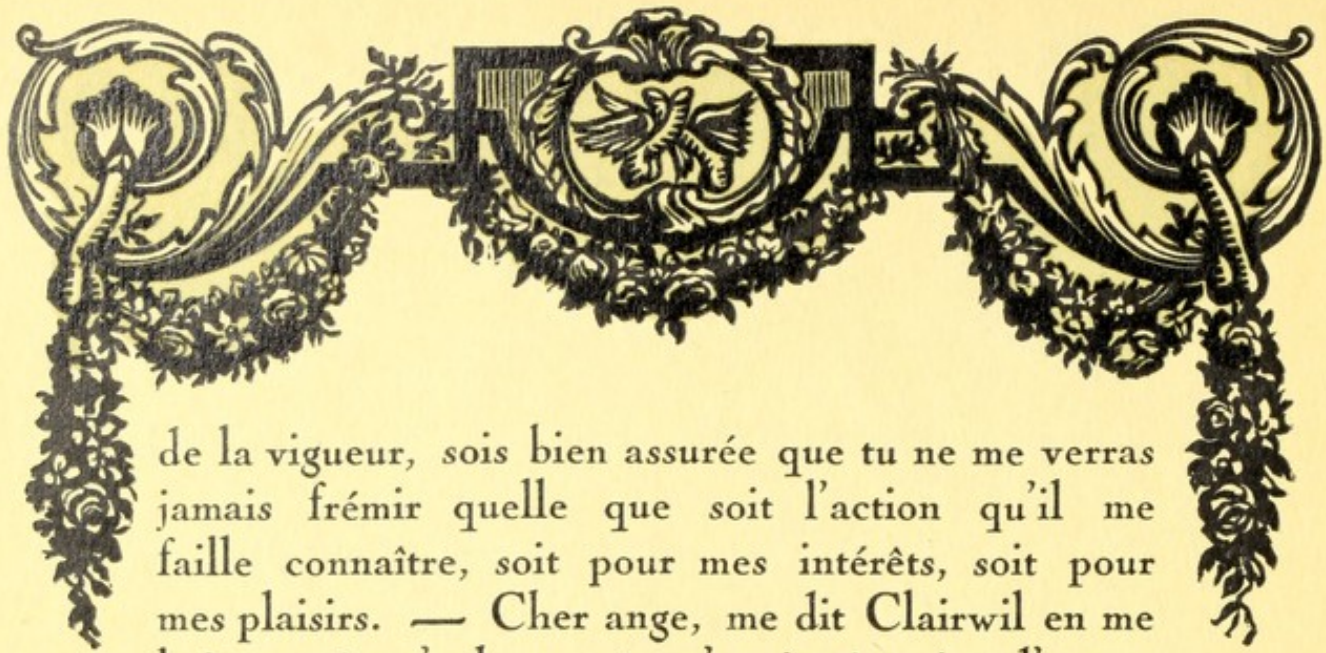 de la vigueur, sois bien assurée que tu ne me verras
jamais frémir quelle que soit l'action qu'il me
faille connaître, soit pour mes intérêts, soit pour
mes plaisirs. — Cher ange, me dit Clairwil en me